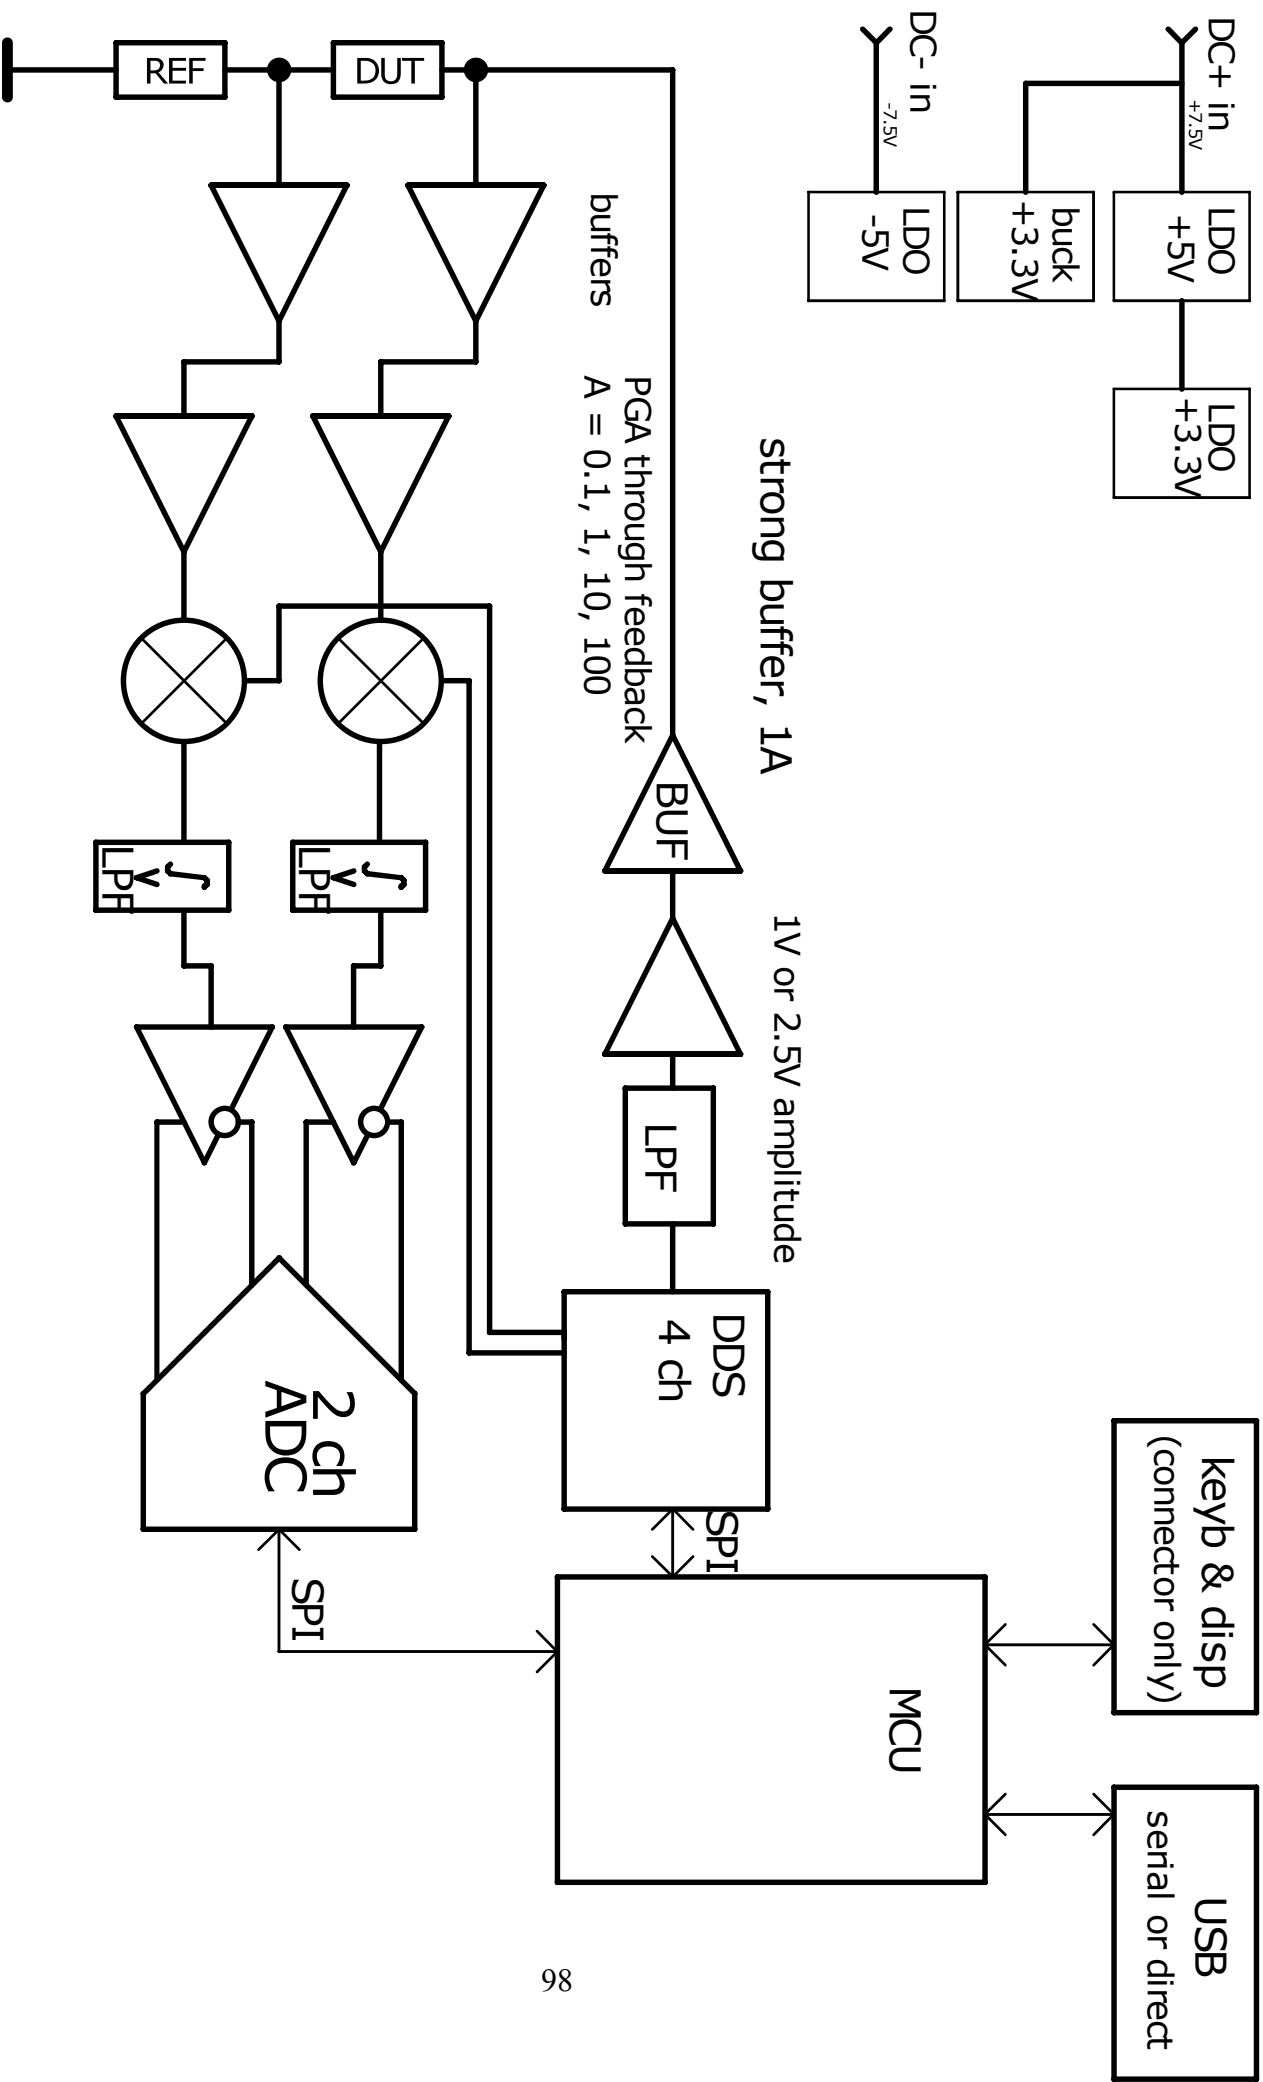 DC+ in
+7.5V
LDO
+5V
LDO
+3.3V
buck
+3.3V
DC- in
-7.5V
LDO
-5V
keyb & disp
(connector only)
USB
serial or direct
MCU
SPI
DDS
4 ch
LPF
1V or 2.5V amplitude
BUF
strong buffer, 1A
PGA through feedback
A = 0.1, 1, 10, 100
buffers
DUT
REF
LPF
LPF
2 ch
ADC
SPI
98